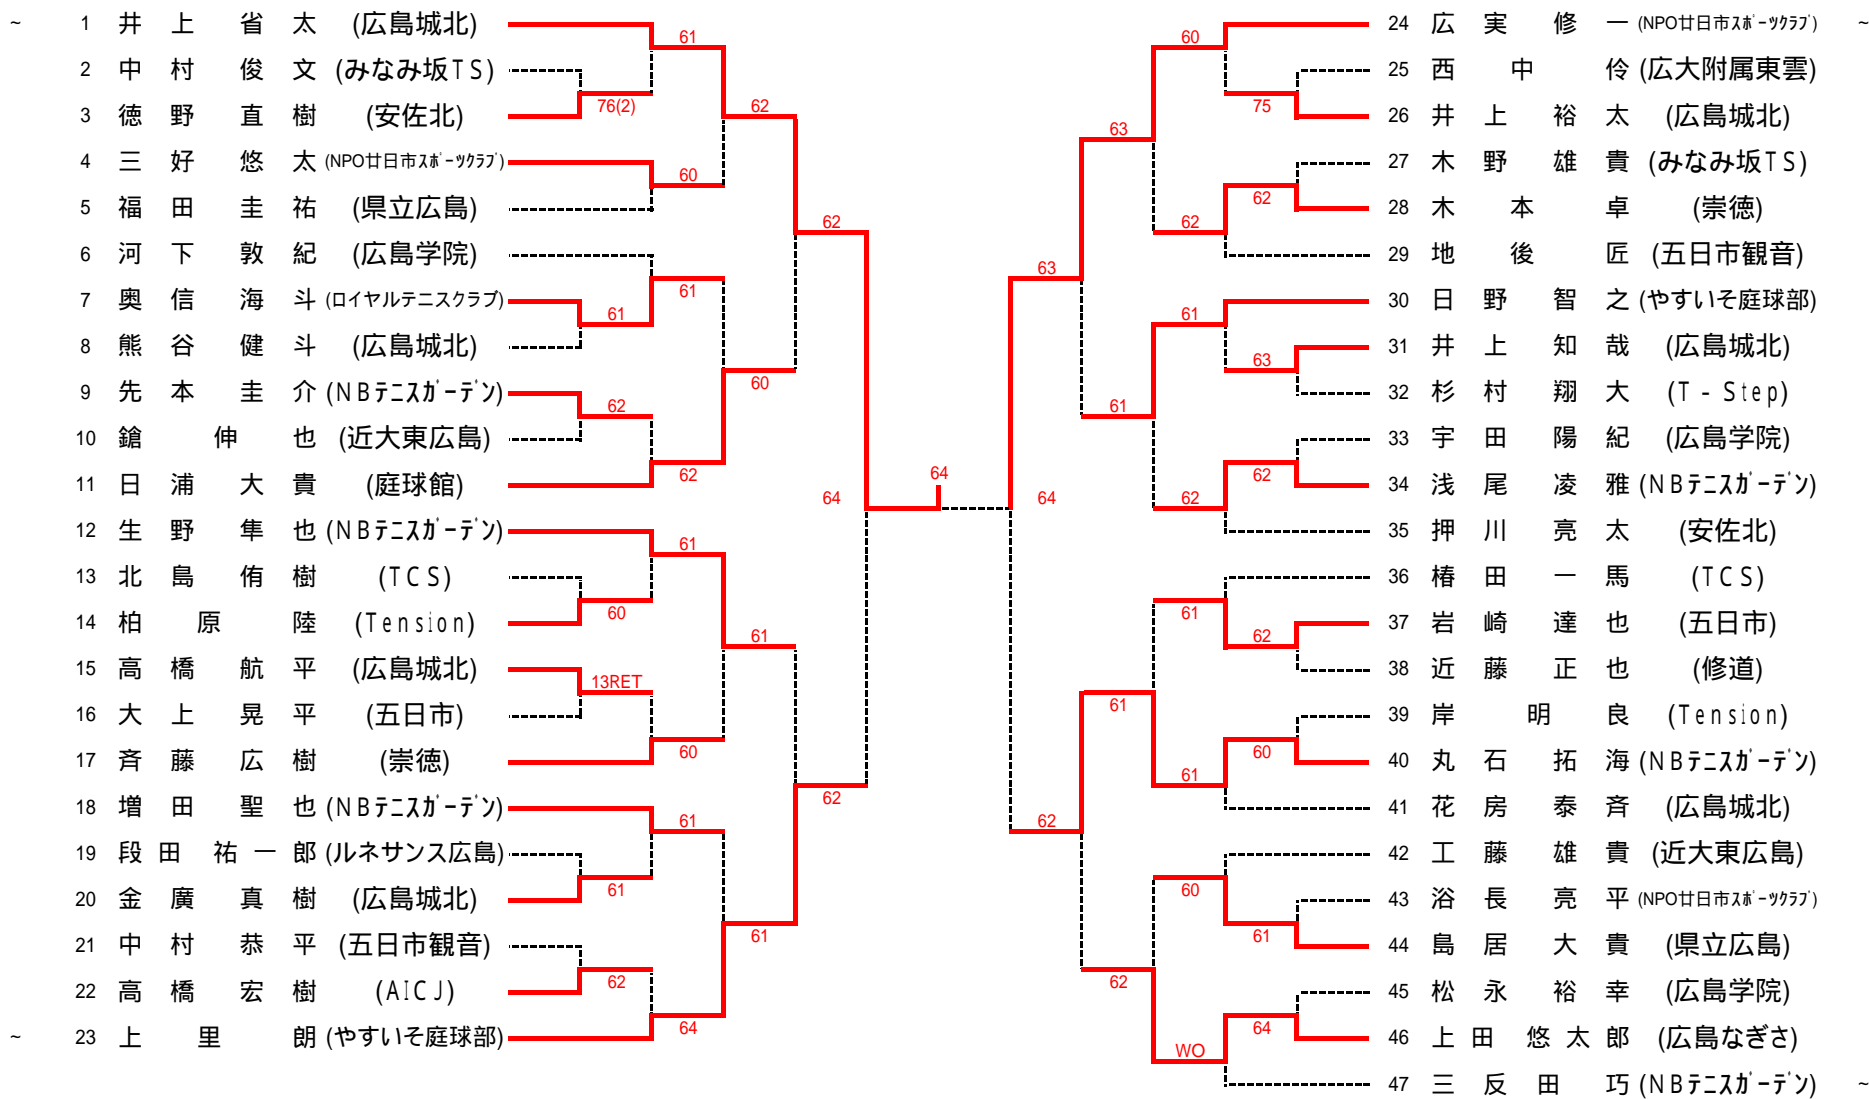 ~ 1 井上省太 (広島城北)
2 中村俊文 (みなみ坂TS)
3 徳野直樹 (安佐北)
4 三好悠太 (NPO廿日市ｽﾎﾟｰﾂｸﾗﾌﾞ)
5 福田圭祐 (県立広島)
6 河下敦紀 (広島学院)
7 奥信海斗 (ロイヤルテニスクラブ)
8 熊谷健斗 (広島城北)
9 先本圭介 (NBﾃﾆｽｶﾞｰﾃﾞﾝ)
10 鎗伸也 (近大東広島)
11 日浦大貴 (庭球館)
12 生野隼也 (NBﾃﾆｽｶﾞｰﾃﾞﾝ)
13 北島侑樹 (TCS)
14 柏原陸 (Tension)
15 高橋航平 (広島城北)
16 大上晃平 (五日市)
17 斉藤広樹 (崇徳)
18 増田聖也 (NBﾃﾆｽｶﾞｰﾃﾞﾝ)
19 段田祐一郎 (ルネサンス広島)
20 金廣真樹 (広島城北)
21 中村恭平 (五日市観音)
22 高橋宏樹 (AICJ)
~ 23 上里朗 (やすいそ庭球部)
61
76(2)
62
60
62
61
61
60
62
62
64
61
60
61
13RET
60
62
61
61
61
62
64
64
60
75
63
62
62
63
61
63
61
62
62
64
61
62
61
60
61
62
60
61
62
64
WO
24 広実修一 (NPO廿日市ｽﾎﾟｰﾂｸﾗﾌﾞ) ~
25 西中伶 (広大附属東雲)
26 井上裕太 (広島城北)
27 木野雄貴 (みなみ坂TS)
28 木本卓 (崇徳)
29 地後匠 (五日市観音)
30 日野智之 (やすいそ庭球部)
31 井上知哉 (広島城北)
32 杉村翔大 (T-Step)
33 宇田陽紀 (広島学院)
34 浅尾凌雅 (NBﾃﾆｽｶﾞｰﾃﾞﾝ)
35 押川亮太 (安佐北)
36 椿田一馬 (TCS)
37 岩崎達也 (五日市)
38 近藤正也 (修道)
39 岸明良 (Tension)
40 丸石拓海 (NBﾃﾆｽｶﾞｰﾃﾞﾝ)
41 花房泰斉 (広島城北)
42 工藤雄貴 (近大東広島)
43 浴長亮平 (NPO廿日市ｽﾎﾟｰﾂｸﾗﾌﾞ)
44 島居大貴 (県立広島)
45 松永裕幸 (広島学院)
46 上田悠太郎 (広島なぎさ)
47 三反田巧 (NBﾃﾆｽｶﾞｰﾃﾞﾝ) ~